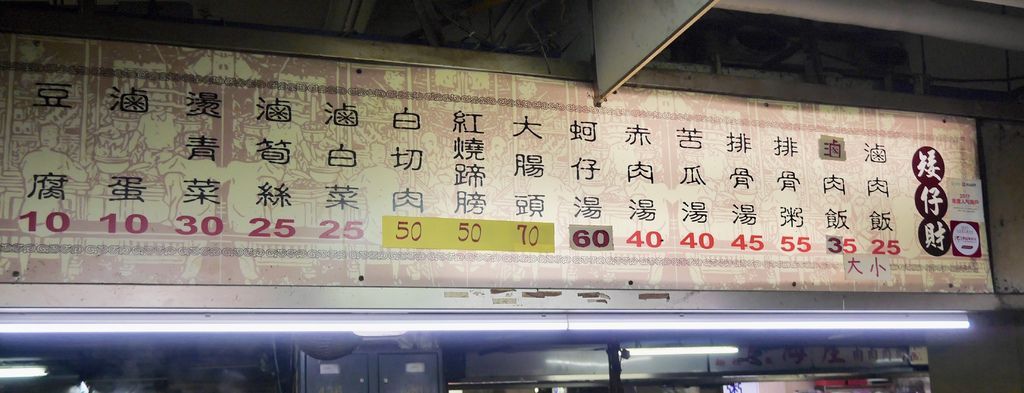 矮仔財
滷肉飯 25 小
滷肉飯 35 大
排骨粥 55
排骨湯 45
苦瓜湯 40
赤肉湯 40
蚵仔湯 60
大腸頭 70
紅燒蹄膀 50
白切肉 50
滷白菜 25
滷筍絲 25
燙青菜 30
滷蛋 10
豆腐 10